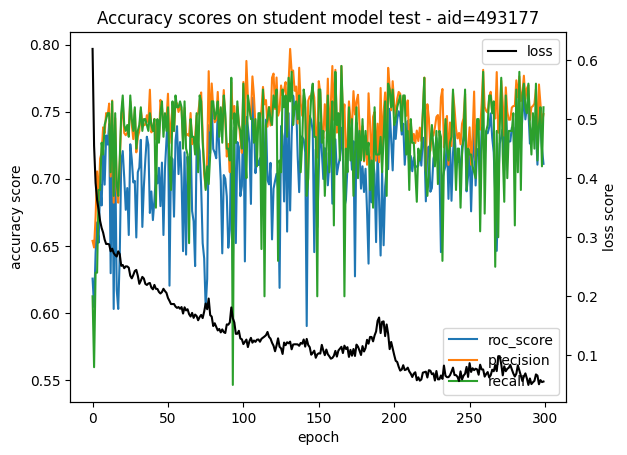 Accuracy scores on student model test - aid=493177
loss
0.80
0.75
0.70
0.65
0.60
0.55
accuracy score
0.6
0.5
0.4
0.3
0.2
0.1
loss score
roc_score
precision
recall
0
50
100
150
200
250
300
epoch